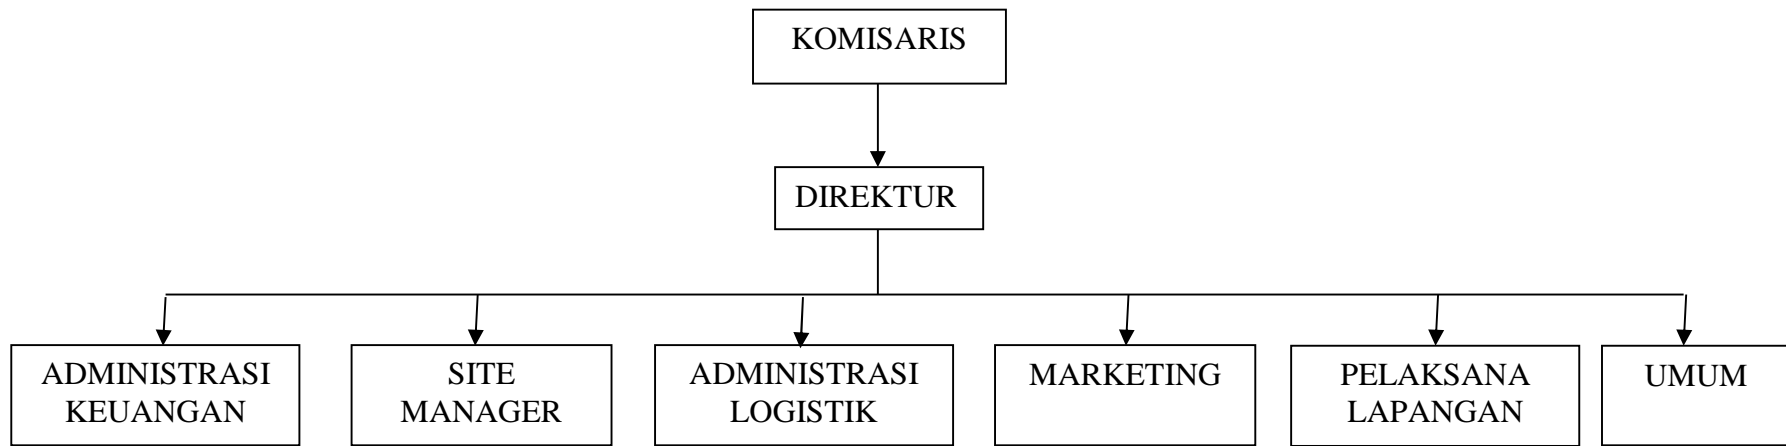 KOMISARIS
DIREKTUR
ADMINISTRASI
KEUANGAN
SITE
MANAGER
ADMINISTRASI
LOGISTIK
MARKETING
PELAKSANA
LAPANGAN
UMUM